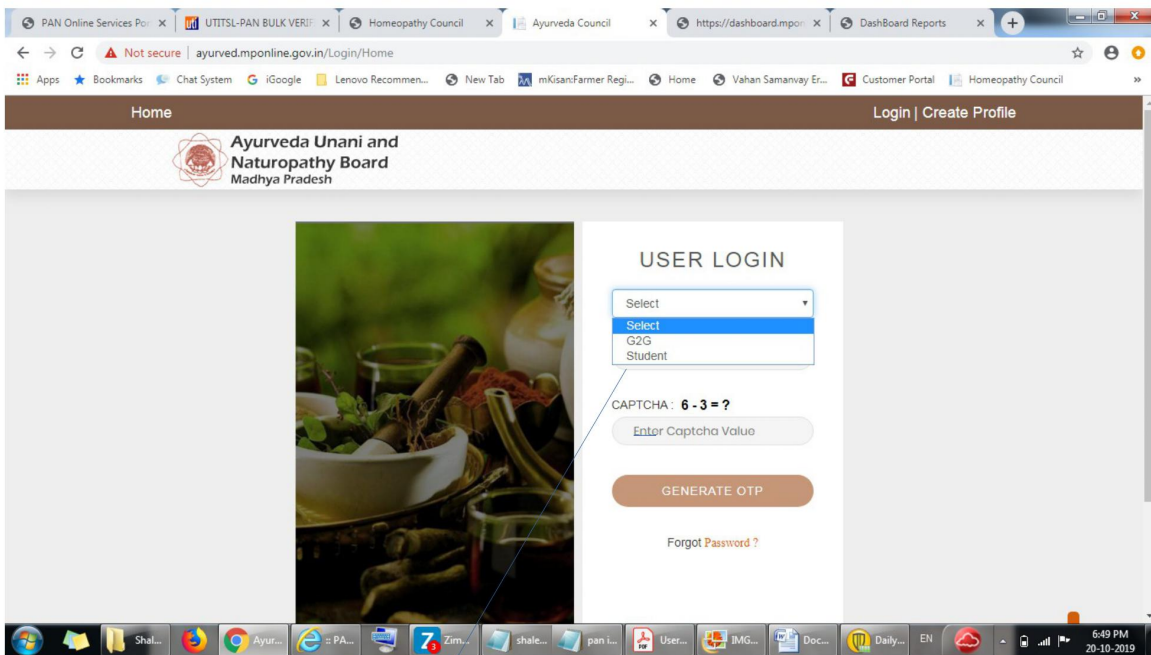 PAN Online Services Por
UTITSL-PAN BULK VERIF
Homeopathy Council
Ayurveda Council
https://dashboard.mpon
DashBoard Reports
Not secure | ayurved.mponline.gov.in/Login/Home
Apps Bookmarks Chat System iGoogle Lenovo Recommen... New Tab mKisan:Farmer Regi... Home Vahan Samanvay Er... Customer Portal Homeopathy Council »
Home
Login | Create Profile
Ayurveda Unani and
Naturopathy Board
Madhya Pradesh
USER LOGIN
Select
Select
G2G
Student
CAPTCHA : 6 - 3 = ?
Enter Captcha Value
GENERATE OTP
Forgot Password ?
Shal... Ayur... :: PA... Zim... shale... pan i... User... IMG... Doc... Daily... EN
6:49 PM
20-10-2019